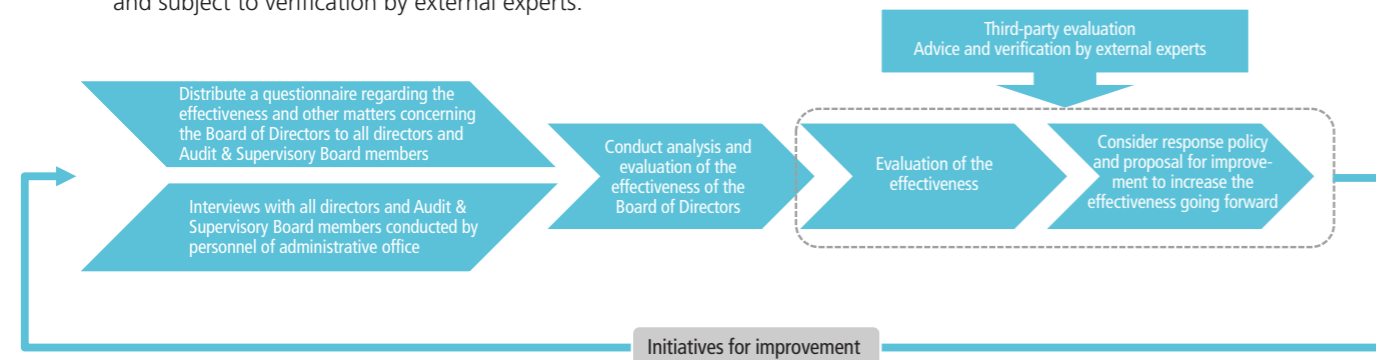 and subject to verification by external experts.
Third-party evaluation
Advice and verification by external experts
Distribute a questionnaire regarding the
effectiveness and other matters concerning
the Board of Directors to all directors and
Audit & Supervisory Board members
Interviews with all directors and Audit &
Supervisory Board members conducted by
personnel of administrative office
Conduct analysis and
evaluation of the
effectiveness of the
Board of Directors
Evaluation of the
effectiveness
Consider response policy
and proposal for improve-
ment to increase the
effectiveness going forward
Initiatives for improvement